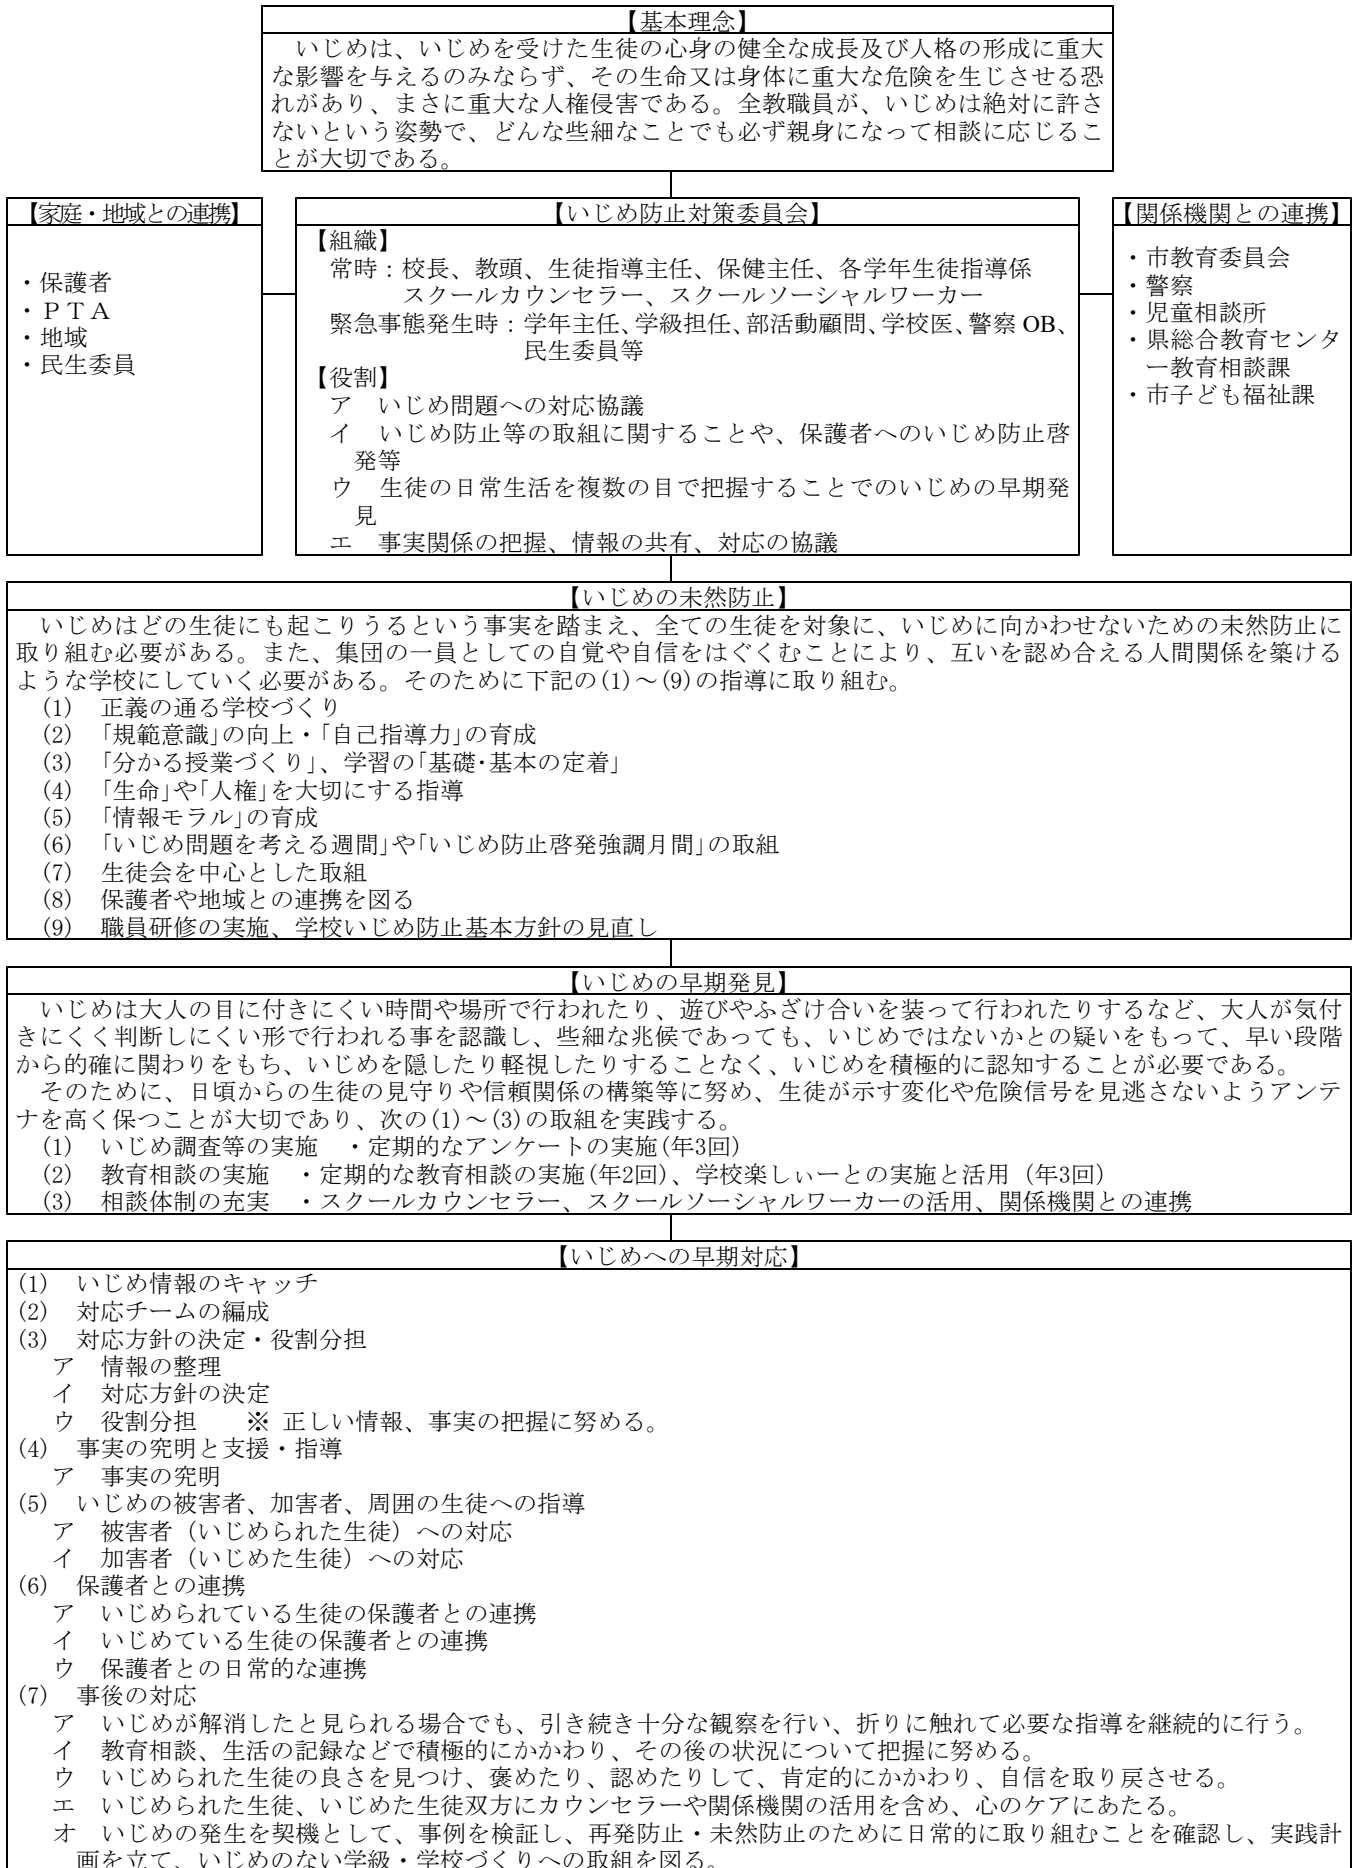 【基本理念】
　いじめは、いじめを受けた生徒の心身の健全な成長及び人格の形成に重大
な影響を与えるのみならず、その生命又は身体に重大な危険を生じさせる恐
れがあり、まさに重大な人権侵害である。全教職員が、いじめは絶対に許さ
ないという姿勢で、どんな些細なことでも必ず親身になって相談に応じるこ
とが大切である。
【家庭・地域との連携】
・保護者
・ＰＴＡ
・地域
・民生委員
【いじめ防止対策委員会】
【組織】
常時：校長、教頭、生徒指導主任、保健主任、各学年生徒指導係
スクールカウンセラー、スクールソーシャルワーカー
緊急事態発生時：学年主任、学級担任、部活動顧問、学校医、警察 OB、
民生委員等
【役割】
ア　いじめ問題への対応協議
イ　いじめ防止等の取組に関することや、保護者へのいじめ防止啓
発等
ウ　生徒の日常生活を複数の目で把握することでのいじめの早期発
見
エ　事実関係の把握、情報の共有、対応の協議
【関係機関との連携】
・市教育委員会
・警察
・児童相談所
・県総合教育センタ
ー教育相談課
・市子ども福祉課
【いじめの未然防止】
　いじめはどの生徒にも起こりうるという事実を踏まえ、全ての生徒を対象に、いじめに向かわせないための未然防止に
取り組む必要がある。また、集団の一員としての自覚や自信をはぐくむことにより、互いを認め合える人間関係を築ける
ような学校にしていく必要がある。そのために下記の(1)～(9)の指導に取り組む。
(1)　正義の通る学校づくり
(2)　「規範意識」の向上・「自己指導力」の育成
(3)　「分かる授業づくり」、学習の「基礎・基本の定着」
(4)　「生命」や「人権」を大切にする指導
(5)　「情報モラル」の育成
(6)　「いじめ問題を考える週間」や「いじめ防止啓発強調月間」の取組
(7)　生徒会を中心とした取組
(8)　保護者や地域との連携を図る
(9)　職員研修の実施、学校いじめ防止基本方針の見直し
【いじめの早期発見】
　いじめは大人の目に付きにくい時間や場所で行われたり、遊びやふざけ合いを装って行われたりするなど、大人が気付
きにくく判断しにくい形で行われる事を認識し、些細な兆候であっても、いじめではないかとの疑いをもって、早い段階
から的確に関わりをもち、いじめを隠したり軽視したりすることなく、いじめを積極的に認知することが必要である。
　そのために、日頃からの生徒の見守りや信頼関係の構築等に努め、生徒が示す変化や危険信号を見逃さないようアンテ
ナを高く保つことが大切であり、次の(1)～(3)の取組を実践する。
(1)　いじめ調査等の実施　・定期的なアンケートの実施(年3回)
(2)　教育相談の実施　・定期的な教育相談の実施(年2回)、学校楽しぃーとの実施と活用 (年3回)
(3)　相談体制の充実　・スクールカウンセラー、スクールソーシャルワーカーの活用、関係機関との連携
【いじめへの早期対応】
(1)　いじめ情報のキャッチ
(2)　対応チームの編成
(3)　対応方針の決定・役割分担
ア　情報の整理
イ　対応方針の決定
ウ　役割分担　　※ 正しい情報、事実の把握に努める。
(4)　事実の究明と支援・指導
ア　事実の究明
(5)　いじめの被害者、加害者、周囲の生徒への指導
ア　被害者（いじめられた生徒）への対応
イ　加害者（いじめた生徒）への対応
(6)　保護者との連携
ア　いじめられている生徒の保護者との連携
イ　いじめている生徒の保護者との連携
ウ　保護者との日常的な連携
(7)　事後の対応
ア　いじめが解消したと見られる場合でも、引き続き十分な観察を行い、折りに触れて必要な指導を継続的に行う。
イ　教育相談、生活の記録などで積極的にかかわり、その後の状況について把握に努める。
ウ　いじめられた生徒の良さを見つけ、褒めたり、認めたりして、肯定的にかかわり、自信を取り戻させる。
エ　いじめられた生徒、いじめた生徒双方にカウンセラーや関係機関の活用を含め、心のケアにあたる。
オ　いじめの発生を契機として、事例を検証し、再発防止・未然防止のために日常的に取り組むことを確認し、実践計
画を立て、いじめのない学級・学校づくりへの取組を図る。